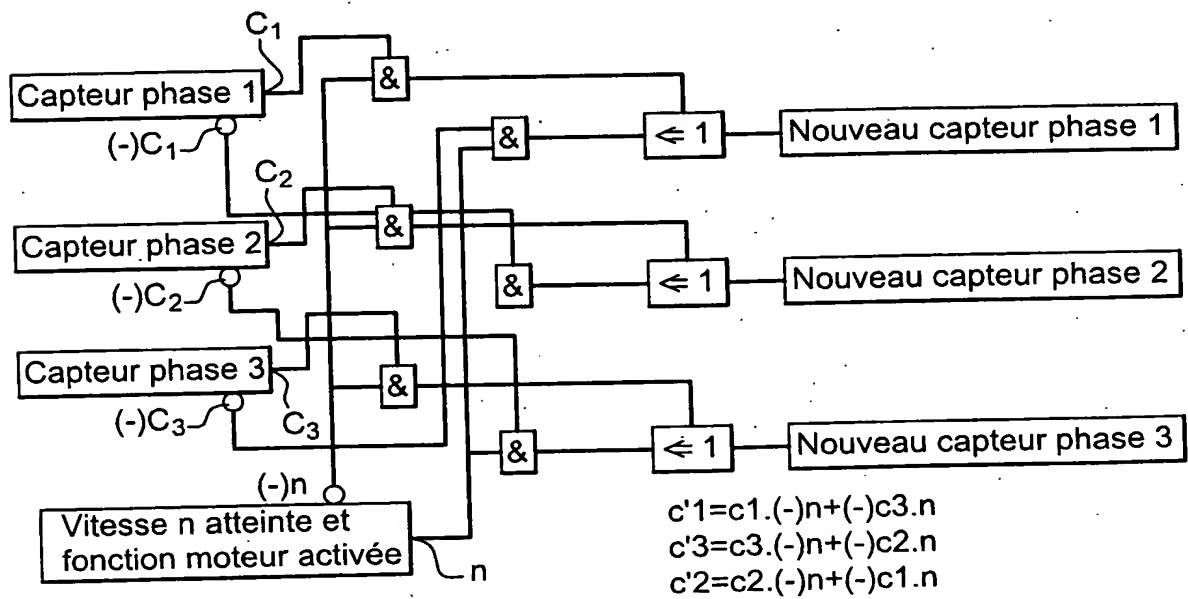 C1
Capteur phase 1
&
(-)C1
&
⩽ 1
Nouveau capteur phase 1
C2
Capteur phase 2
&
(-)C2
&
⩽ 1
Nouveau capteur phase 2
Capteur phase 3
&
(-)C3
C3
&
⩽ 1
Nouveau capteur phase 3
(-)n
Vitesse n atteinte et
fonction moteur activée
n
c'1=c1.(-)n+(-)c3.n
c'3=c3.(-)n+(-)c2.n
c'2=c2.(-)n+(-)c1.n